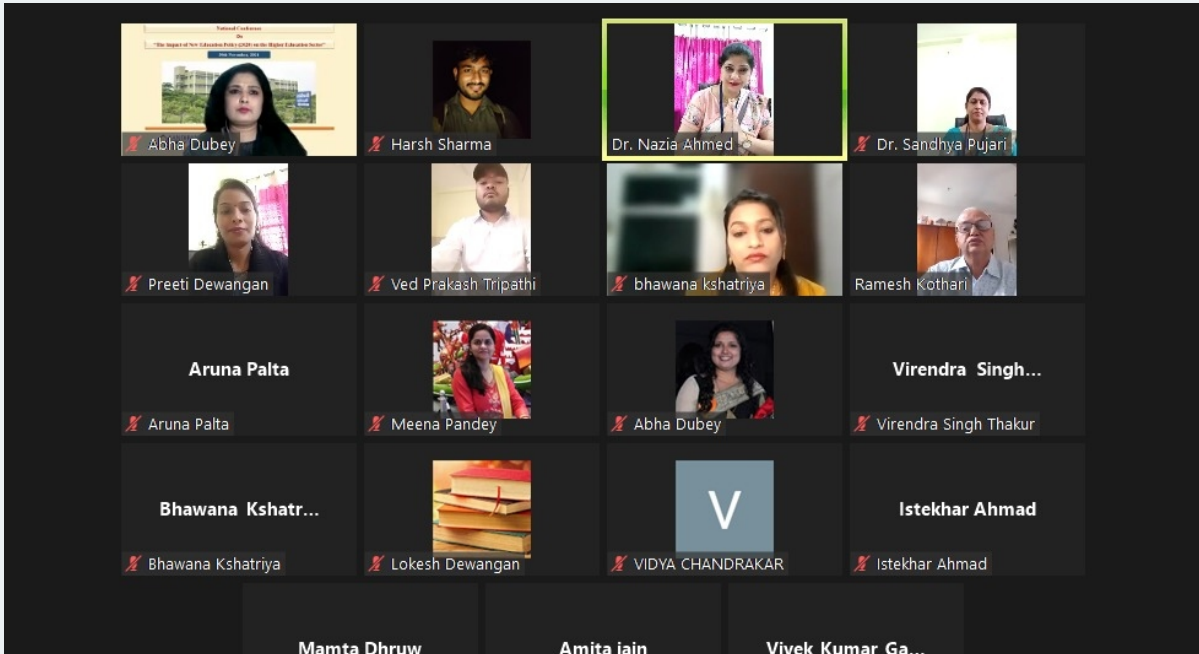 National Conference
On
"The Impact of New Education Policy (2020) on the Higher Education Sector"
Abha Dubey
Harsh Sharma
Dr. Nazia Ahmed
Dr. Sandhya Pujari
Preeti Dewangan
Ved Prakash Tripathi
bhawana kshatriya
Ramesh Kothari
Aruna Palta
Aruna Palta
Meena Pandey
Abha Dubey
Virendra Singh...
Virendra Singh Thakur
Bhawana Kshatr...
Bhawana Kshatriya
Lokesh Dewangan
V
VIDYA CHANDRAKAR
Istekhar Ahmad
Istekhar Ahmad
Mamta Dhruw
Amita jain
Vivek Kumar Ga...